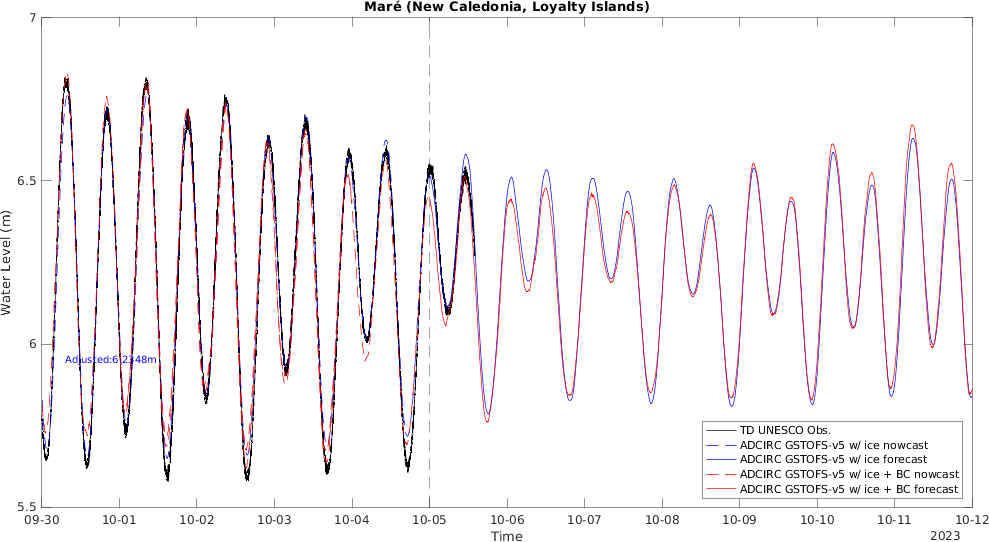 Maré (New Caledonia, Loyalty Islands)
7
6.5
6
5.5
Water Level (m)
Adjusted:6.2348m
TD UNESCO Obs.
ADCIRC GSTOFS-v5 w/ ice nowcast
ADCIRC GSTOFS-v5 w/ ice forecast
ADCIRC GSTOFS-v5 w/ ice + BC nowcast
ADCIRC GSTOFS-v5 w/ ice + BC forecast
09-30 10-01 10-02 10-03 10-04 10-05 10-06 10-07 10-08 10-09 10-10 10-11 10-12
Time
2023